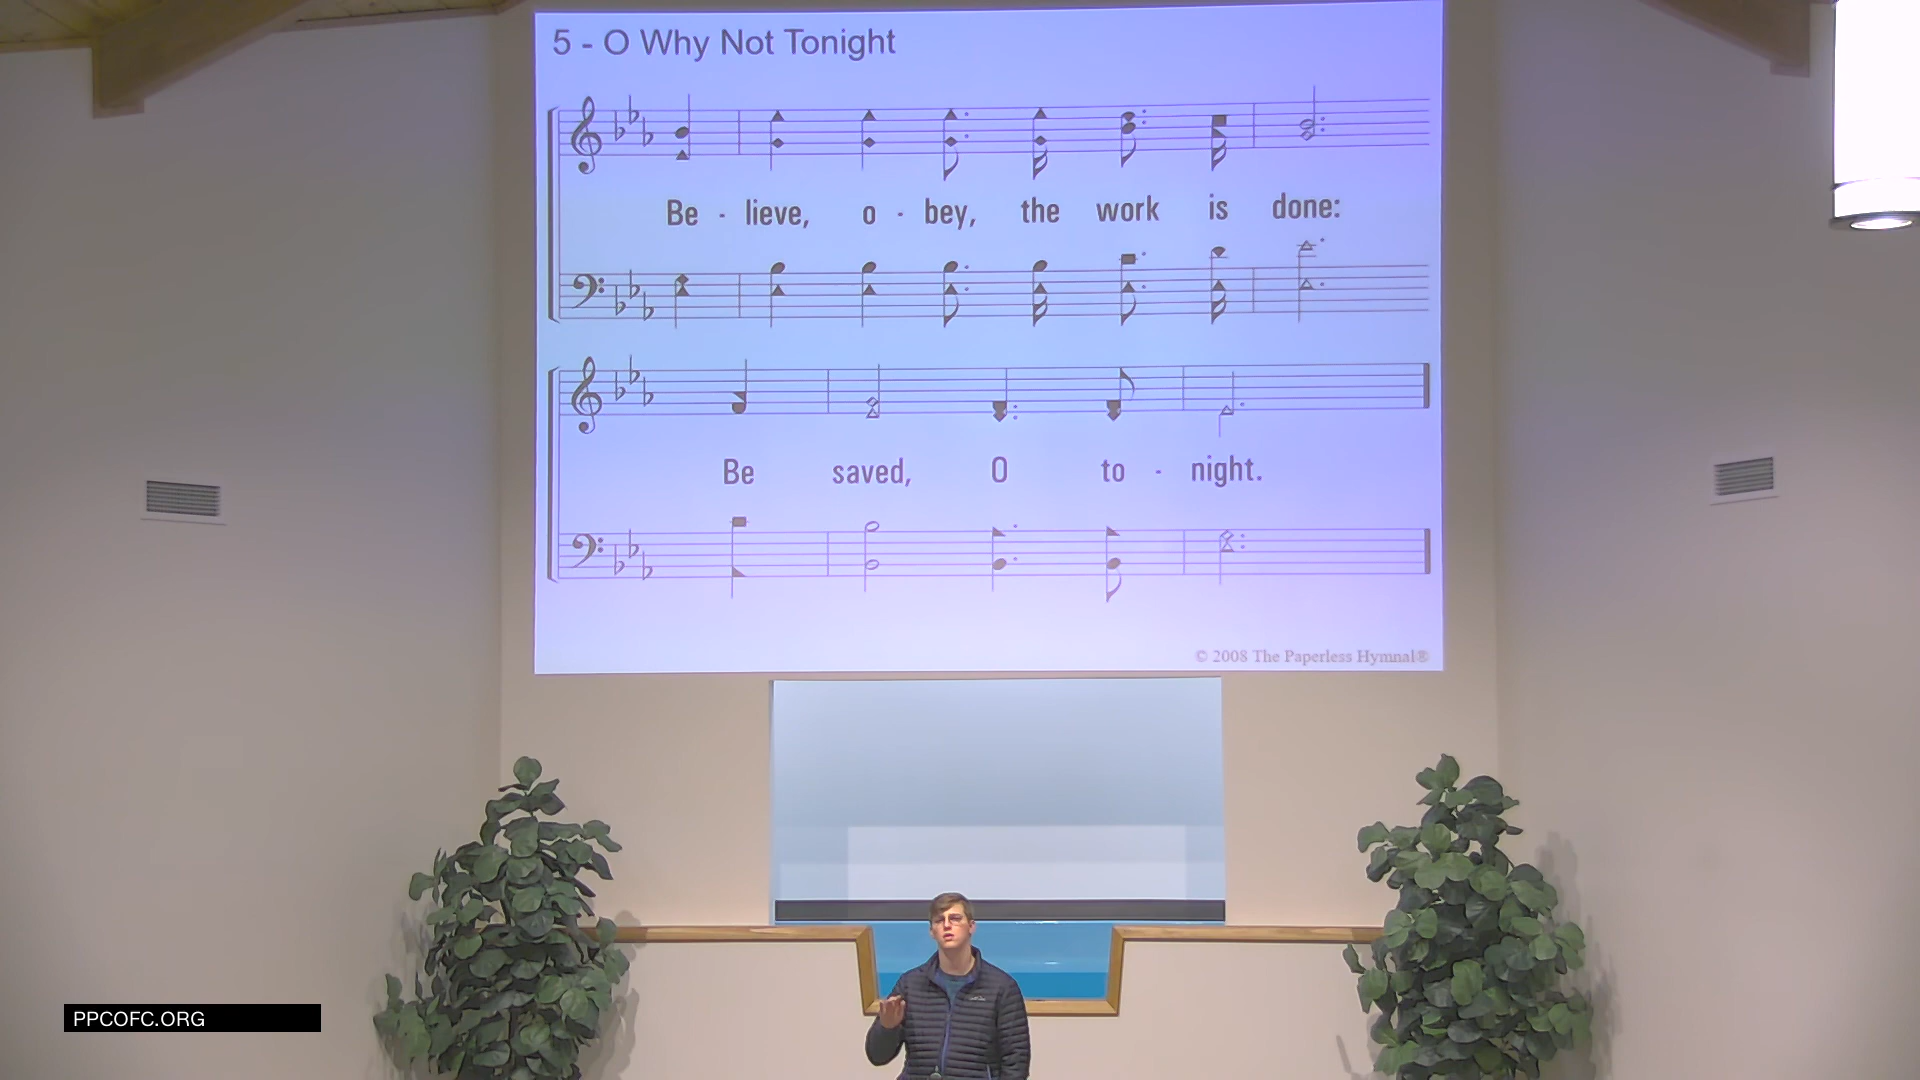 5 - O Why Not Tonight
Be - lieve, o - bey, the work is done:
Be saved, O to - night.
© 2008 The Paperless Hymnal®
PPCOFC.ORG